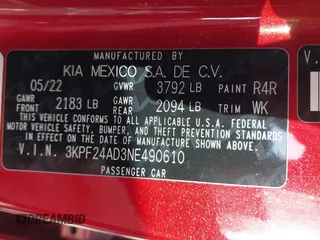 MANUFACTURED BY
KIA MEXICO S.A. DE C.V.
05/22 GVWR 3792 LB PAINT R4R
GAWR FRONT 2183 LB GAWR REAR 2094 LB TRIM WK
THIS VEHICLE CONFORMS TO ALL APPLICABLE U.S.
FEDERAL MOTOR VEHICLE SAFETY,
BUMPER, AND THEFT PREVENTION STANDARDS
IN EFFECT ON THE DATE OF MANUFACTURE
SHOWN ABOVE.
V.I.N. 3KPF24AD3NE490610
PASSENGER CAR
V.
DREAMBID